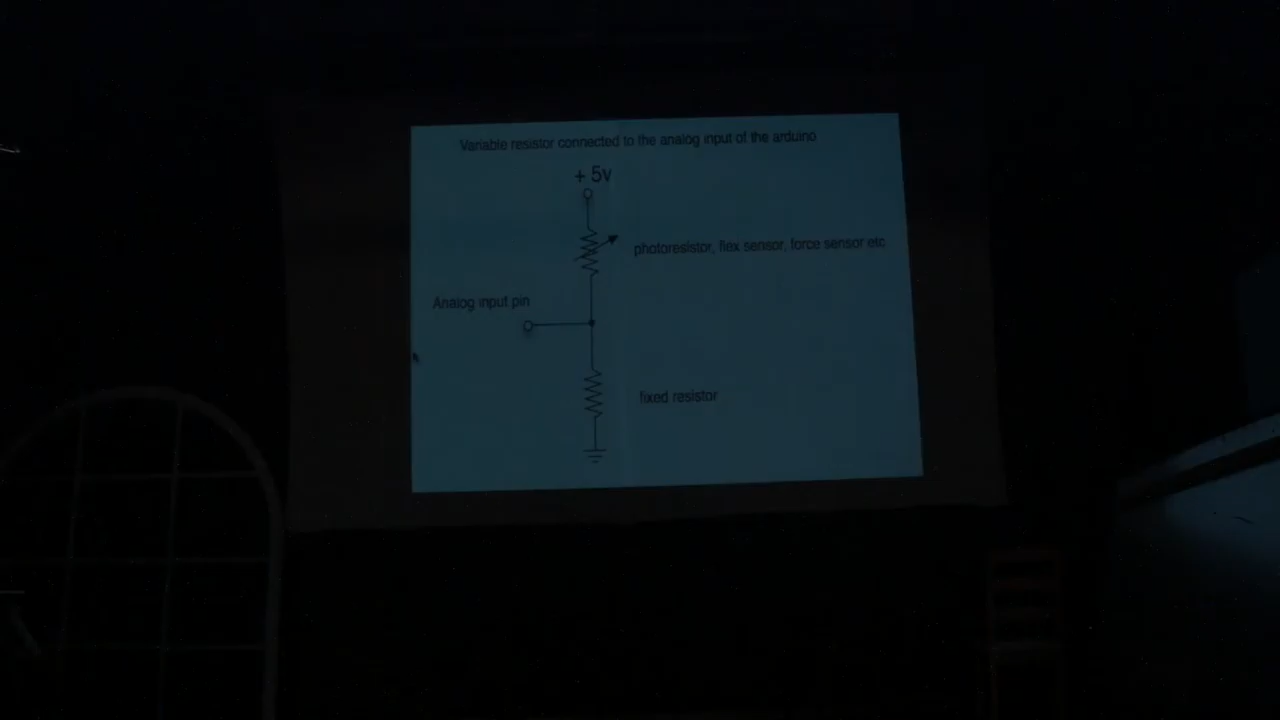 Variable resistor connected to the analog input of the arduino
+ 5v
photoresistor, flex sensor, force sensor etc
Analog input pin
fixed resistor